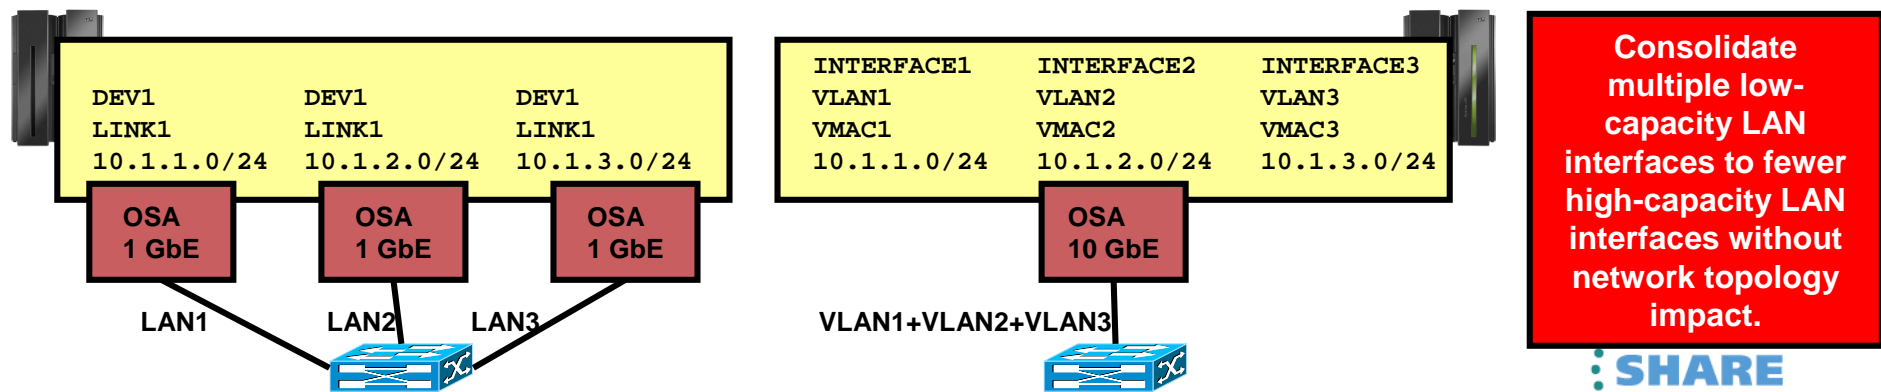 DEV1 DEV1 DEV1
LINK1 LINK1 LINK1
10.1.1.0/24 10.1.2.0/24 10.1.3.0/24
OSA
1 GbE
OSA
1 GbE
OSA
1 GbE
LAN1 LAN2 LAN3
INTERFACE1 INTERFACE2 INTERFACE3
VLAN1 VLAN2 VLAN3
VMAC1 VMAC2 VMAC3
10.1.1.0/24 10.1.2.0/24 10.1.3.0/24
OSA
10 GbE
VLAN1+VLAN2+VLAN3
Consolidate
multiple low-
capacity LAN
interfaces to fewer
high-capacity LAN
interfaces without
network topology
impact.
SHARE